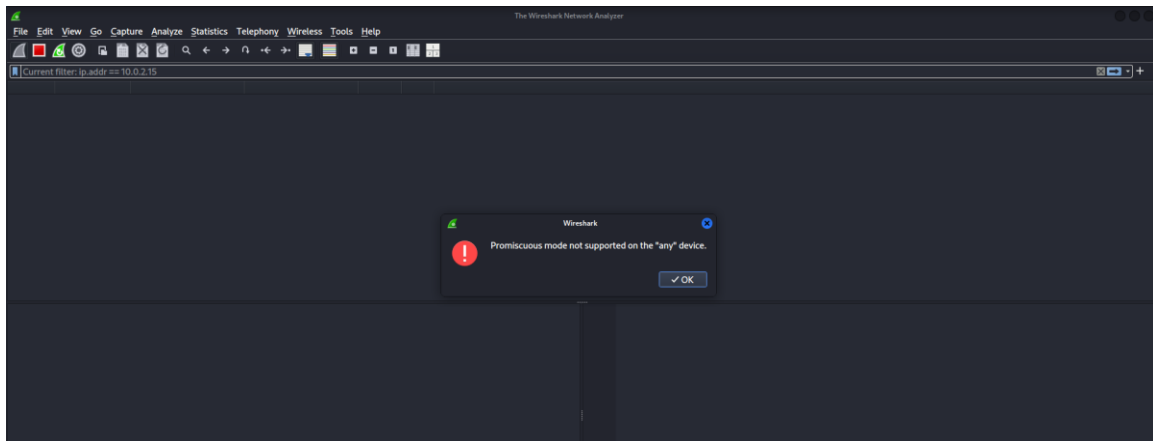 The Wireshark Network Analyzer
File Edit View Go Capture Analyze Statistics Telephony Wireless Tools Help
Current filter: ip.addr == 10.0.2.15
Wireshark
Promiscuous mode not supported on the "any" device.
OK